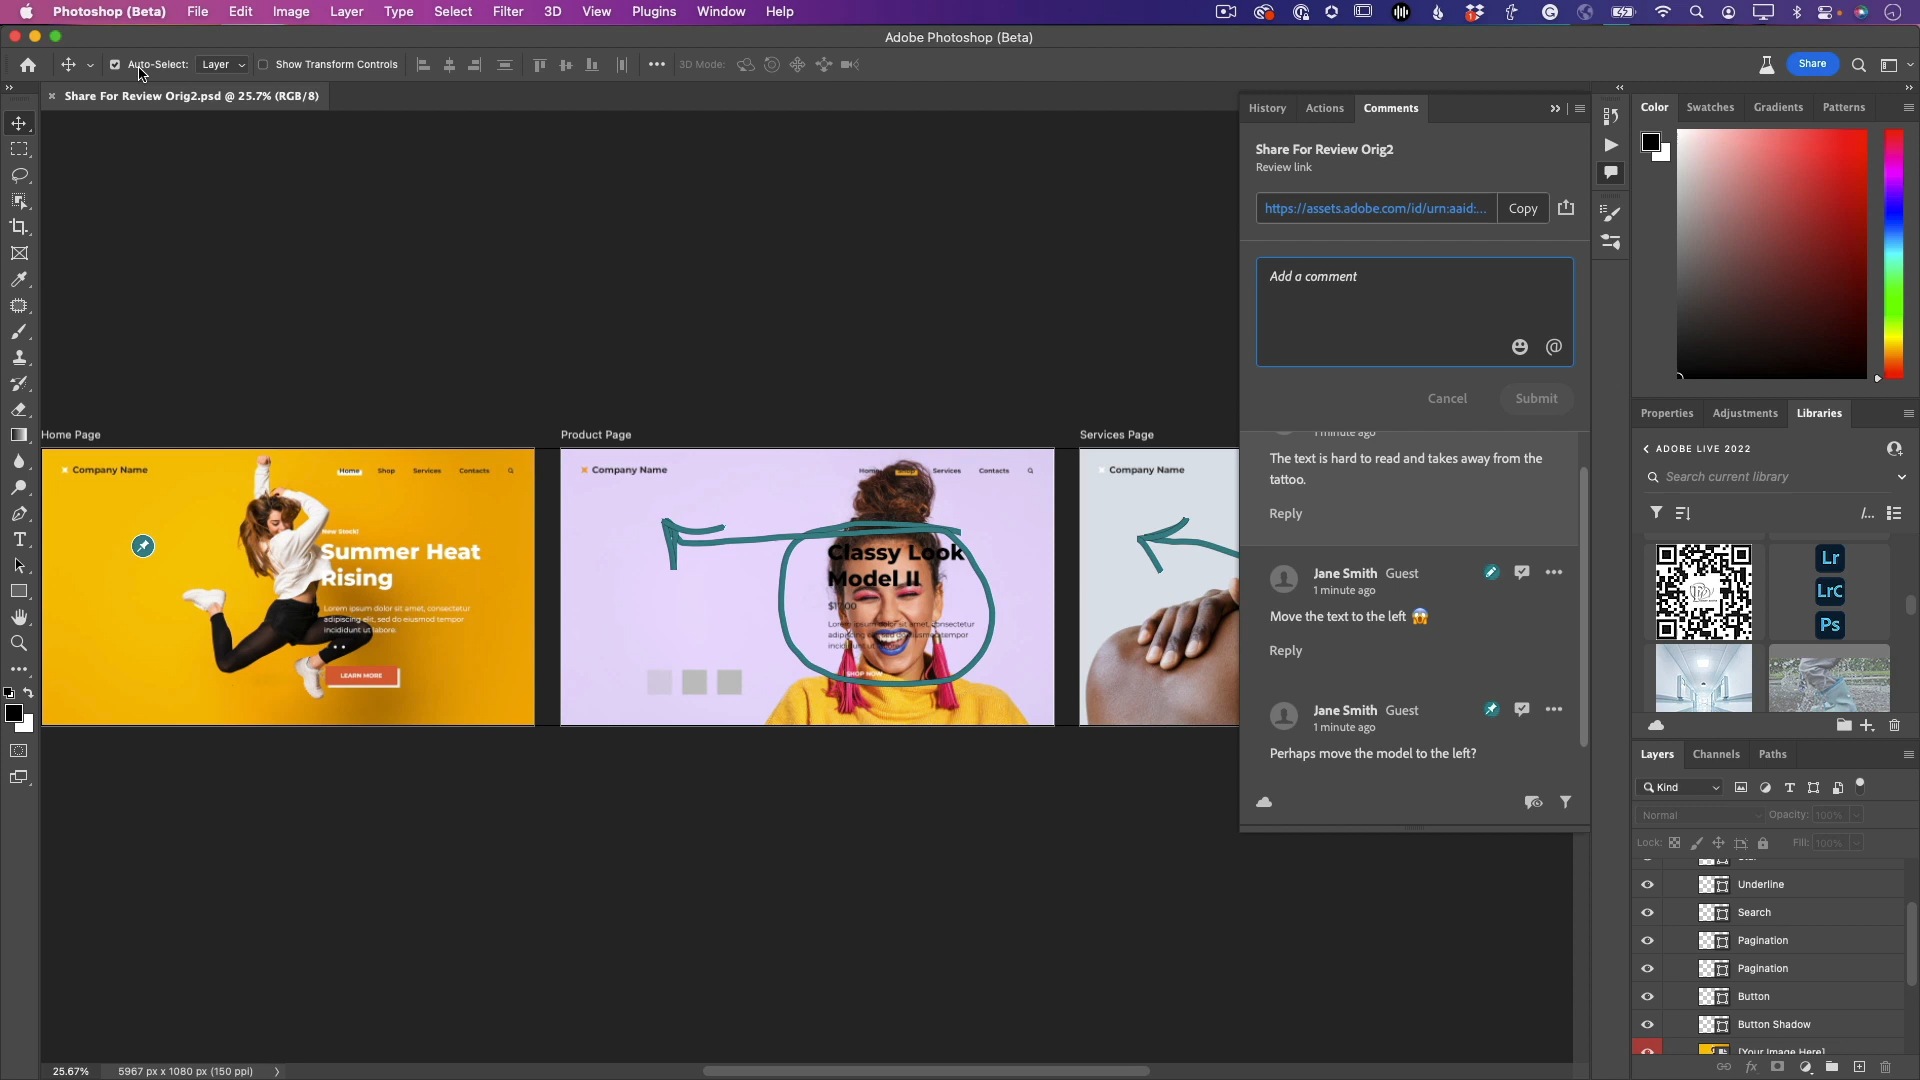 Photoshop (Beta) File Edit Image Layer Type Select Filter 3D View Plugins Window Help
Adobe Photoshop (Beta)
Auto-Select: Layer Show Transform Controls 3D Mode: Share
Share For Review Orig2.psd @ 25.7% (RGB/8)
History Actions Comments
Share For Review Orig2
Review link
https://assets.adobe.com/id/urn:aaid:... Copy
Add a comment
Cancel Submit
1 minute ago
The text is hard to read and takes away from the
tattoo.
Reply
Jane Smith Guest
1 minute ago
Move the text to the left 😱
Reply
Jane Smith Guest
1 minute ago
Perhaps move the model to the left?
Home Page
Company Name
Home Shop Services Contacts
New Stock!
Summer Heat
Rising
Lorem ipsum dolor sit amet, consectetur
adipiscing elit, sed do eiusmod tempor
incididunt ut labore.
LEARN MORE
Product Page
Company Name
Home Shop Services Contacts
Classy Look
Model II
Lorem ipsum dolor sit amet, consectetur
SHOP NOW
Services Page
Company Name
Color Swatches Gradients Patterns
Properties Adjustments Libraries
ADOBE LIVE 2022
Search current library
Lr
LrC
Ps
Layers Channels Paths
Kind
Normal Opacity: 100%
Lock: Fill: 100%
Underline
Search
Pagination
Pagination
Button
Button Shadow
[Your Image Here]
25.67% 5967 px x 1080 px (150 ppi)